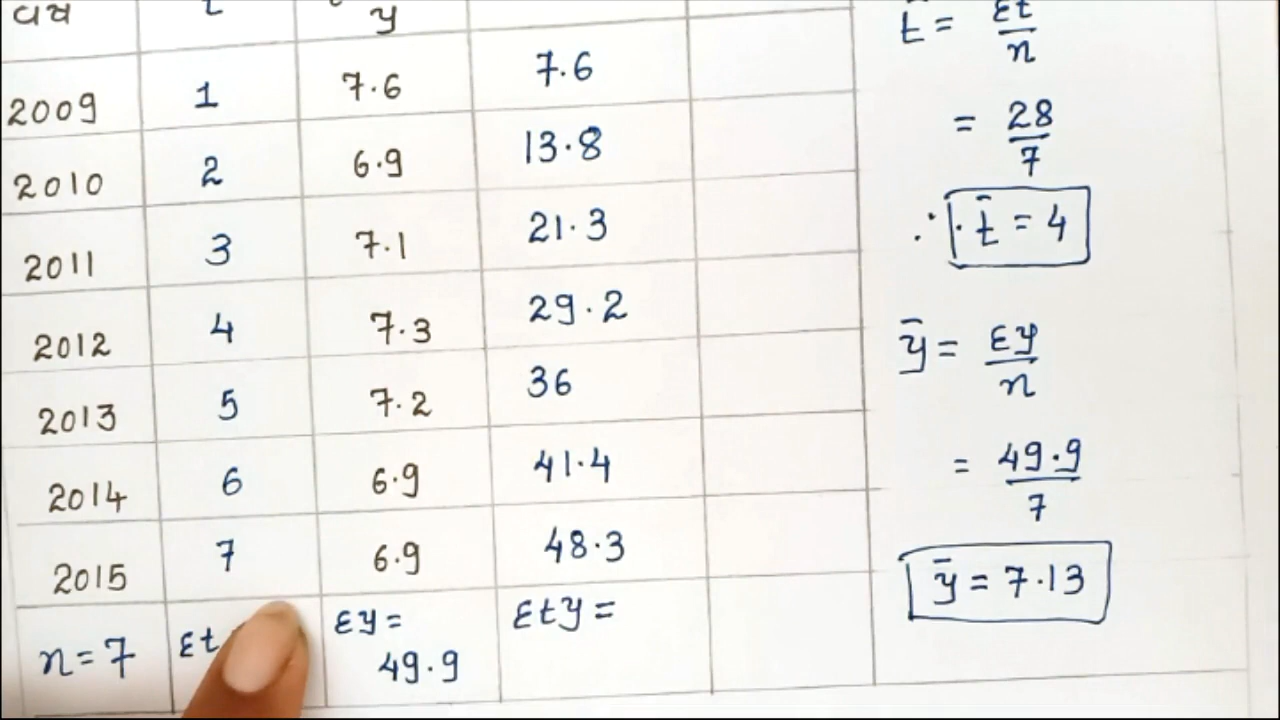 વર્ષ t y
2009 1 7.6 7.6
2010 2 6.9 13.8
2011 3 7.1 21.3
2012 4 7.3 29.2
2013 5 7.2 36
2014 6 6.9 41.4
2015 7 6.9 48.3
n = 7 Σt Σy = 49.9 Σty =
t̄ = Σt/n
= 28/7
∴ t̄ = 4
ȳ = Σy/n
= 49.9/7
ȳ = 7.13